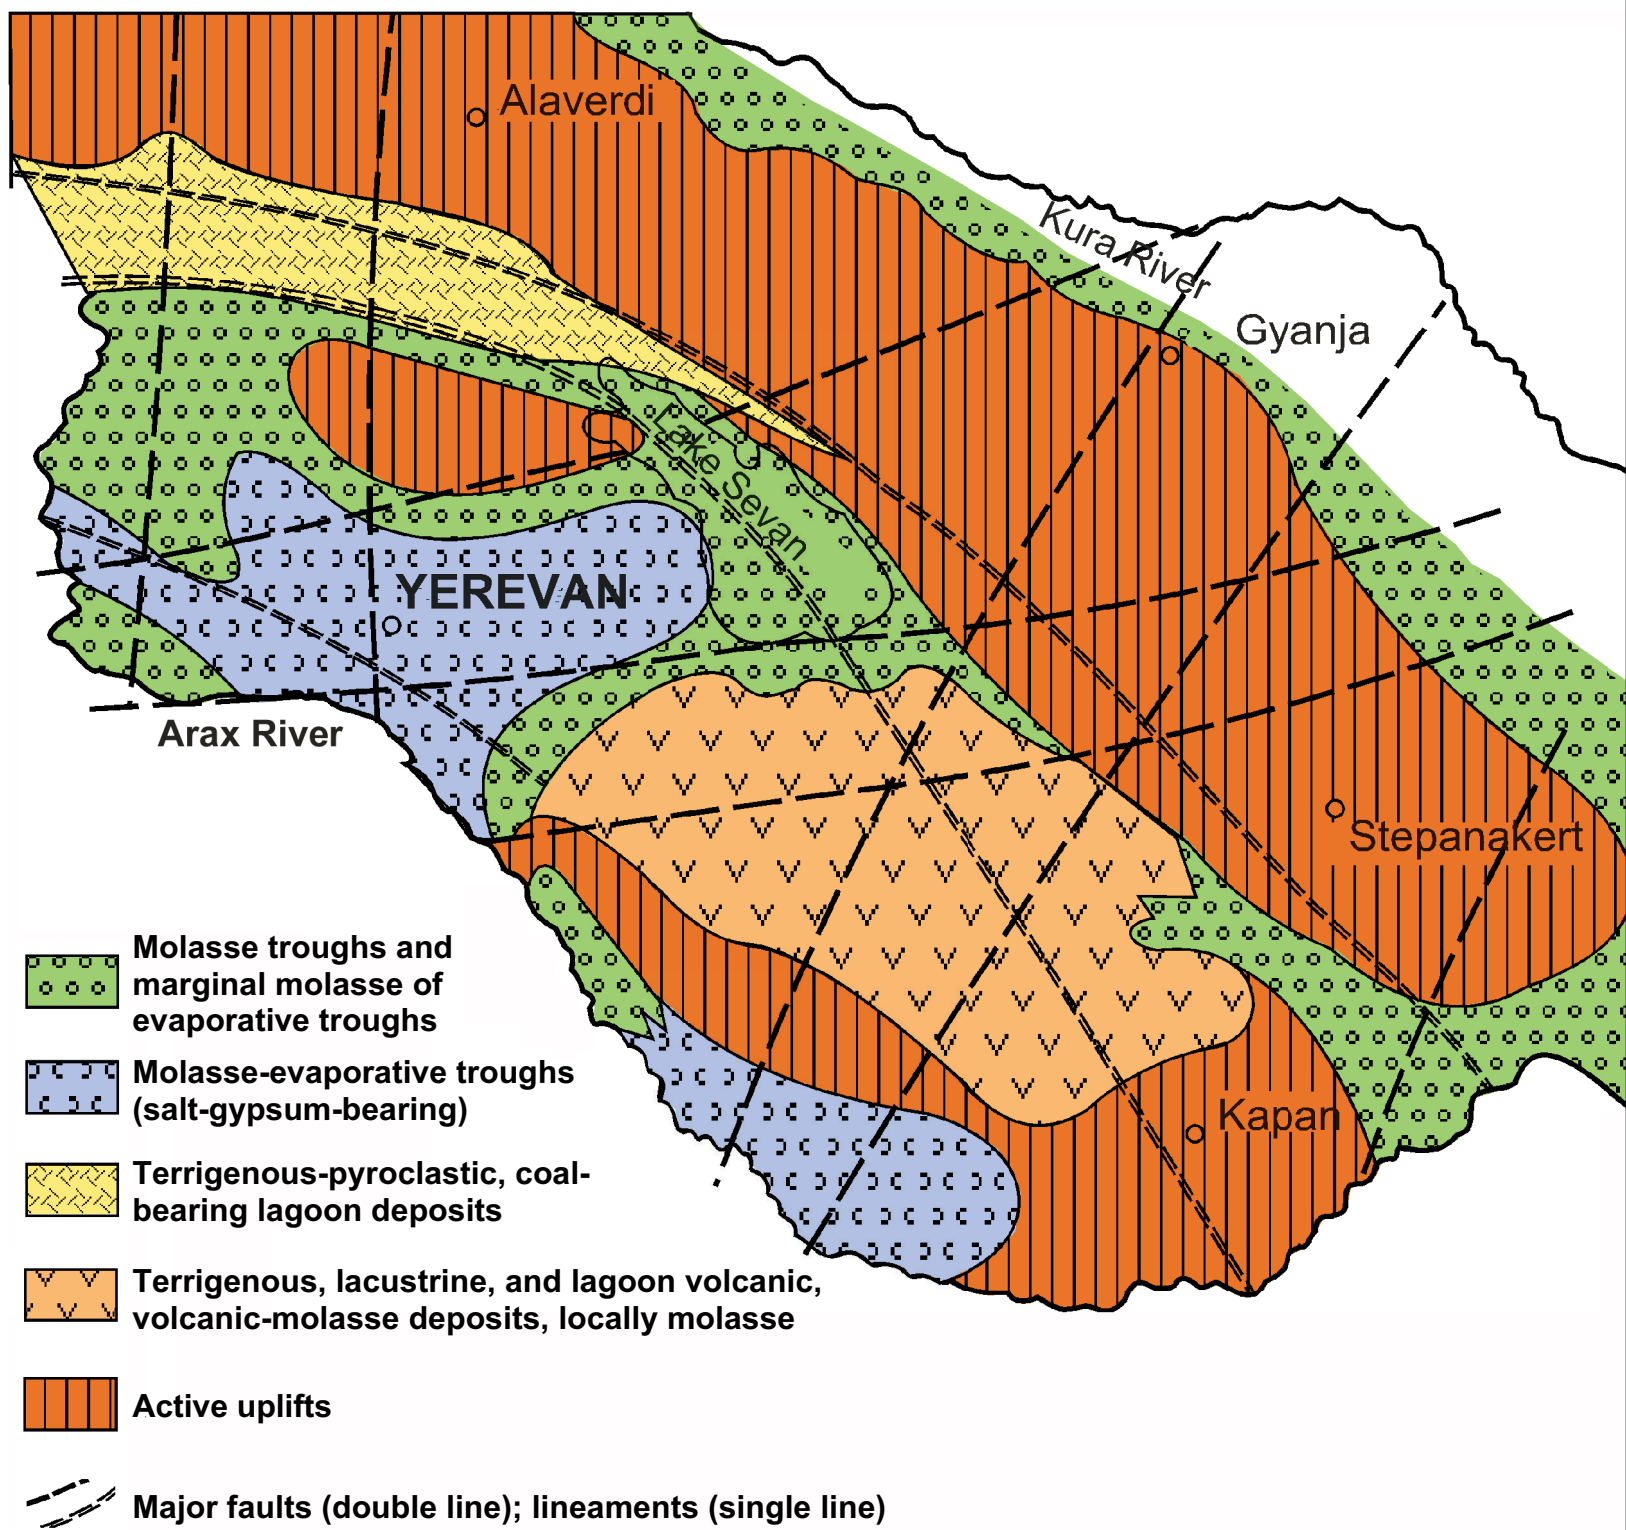 Alaverdi
Kura River
Gyanja
Lake Sevan
YEREVAN
Arax River
Stepanakert
Kapan
Molasse troughs and
marginal molasse of
evaporative troughs
Molasse-evaporative troughs
(salt-gypsum-bearing)
Terrigenous-pyroclastic, coal-
bearing lagoon deposits
Terrigenous, lacustrine, and lagoon volcanic,
volcanic-molasse deposits, locally molasse
Active uplifts
Major faults (double line); lineaments (single line)